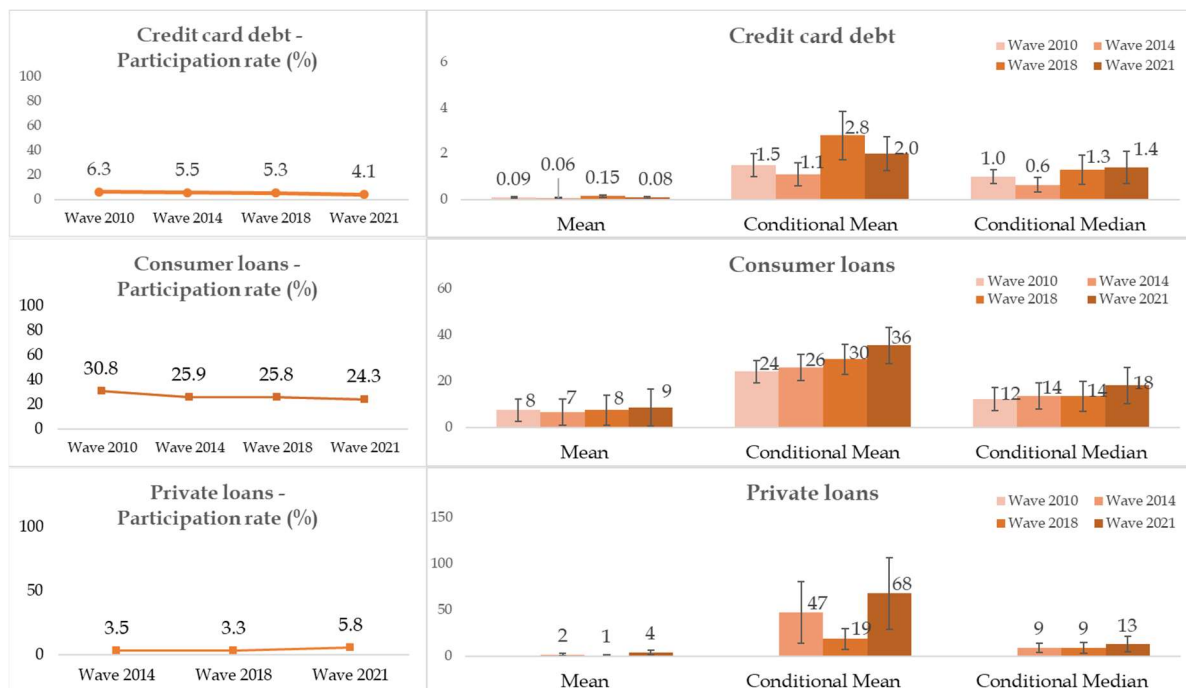 Credit card debt -
Participation rate (%)
100
80
60
40
20
0
6.3
5.5
5.3
4.1
Wave 2010
Wave 2014
Wave 2018
Wave 2021
Credit card debt
Wave 2010
Wave 2014
Wave 2018
Wave 2021
6
4
2
0
0.09
0.06
0.15
0.08
1.5
1.1
2.8
2.0
1.0
0.6
1.3
1.4
Mean
Conditional Mean
Conditional Median
Consumer loans -
Participation rate (%)
100
80
60
40
20
0
30.8
25.9
25.8
24.3
Wave 2010
Wave 2014
Wave 2018
Wave 2021
Consumer loans
Wave 2010
Wave 2014
Wave 2018
Wave 2021
60
40
20
0
8
7
8
9
24
26
30
36
12
14
14
18
Mean
Conditional Mean
Conditional Median
Private loans -
Participation rate (%)
100
50
0
3.5
3.3
5.8
Wave 2014
Wave 2018
Wave 2021
Private loans
Wave 2010
Wave 2014
Wave 2018
Wave 2021
150
100
50
0
2
1
4
47
19
68
9
9
13
Mean
Conditional Mean
Conditional Median